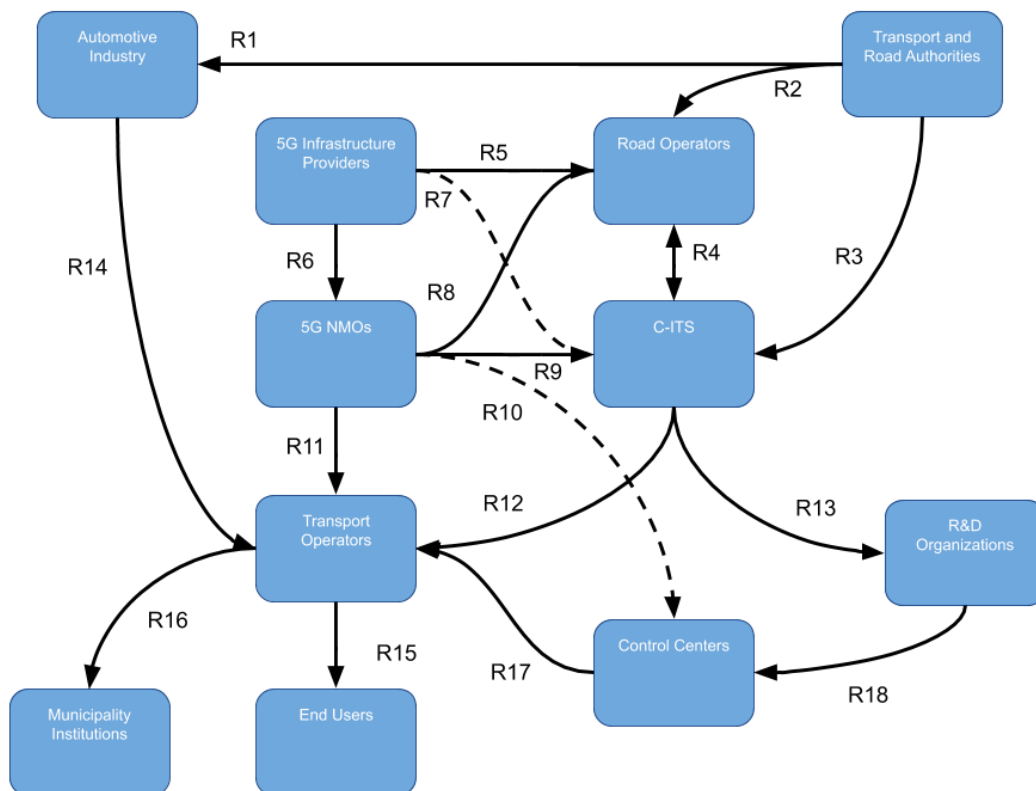 Automotive
Industry
R1
Transport and
Road Authorities
R2
5G Infrastructure
Providers
R5
Road Operators
R7
R14
R6
R4
R3
R8
5G NMOs
C-ITS
R9
R10
R11
R12
R13
Transport
Operators
R&D
Organizations
R16
R15
R17
Control Centers
R18
Municipality
Institutions
End Users